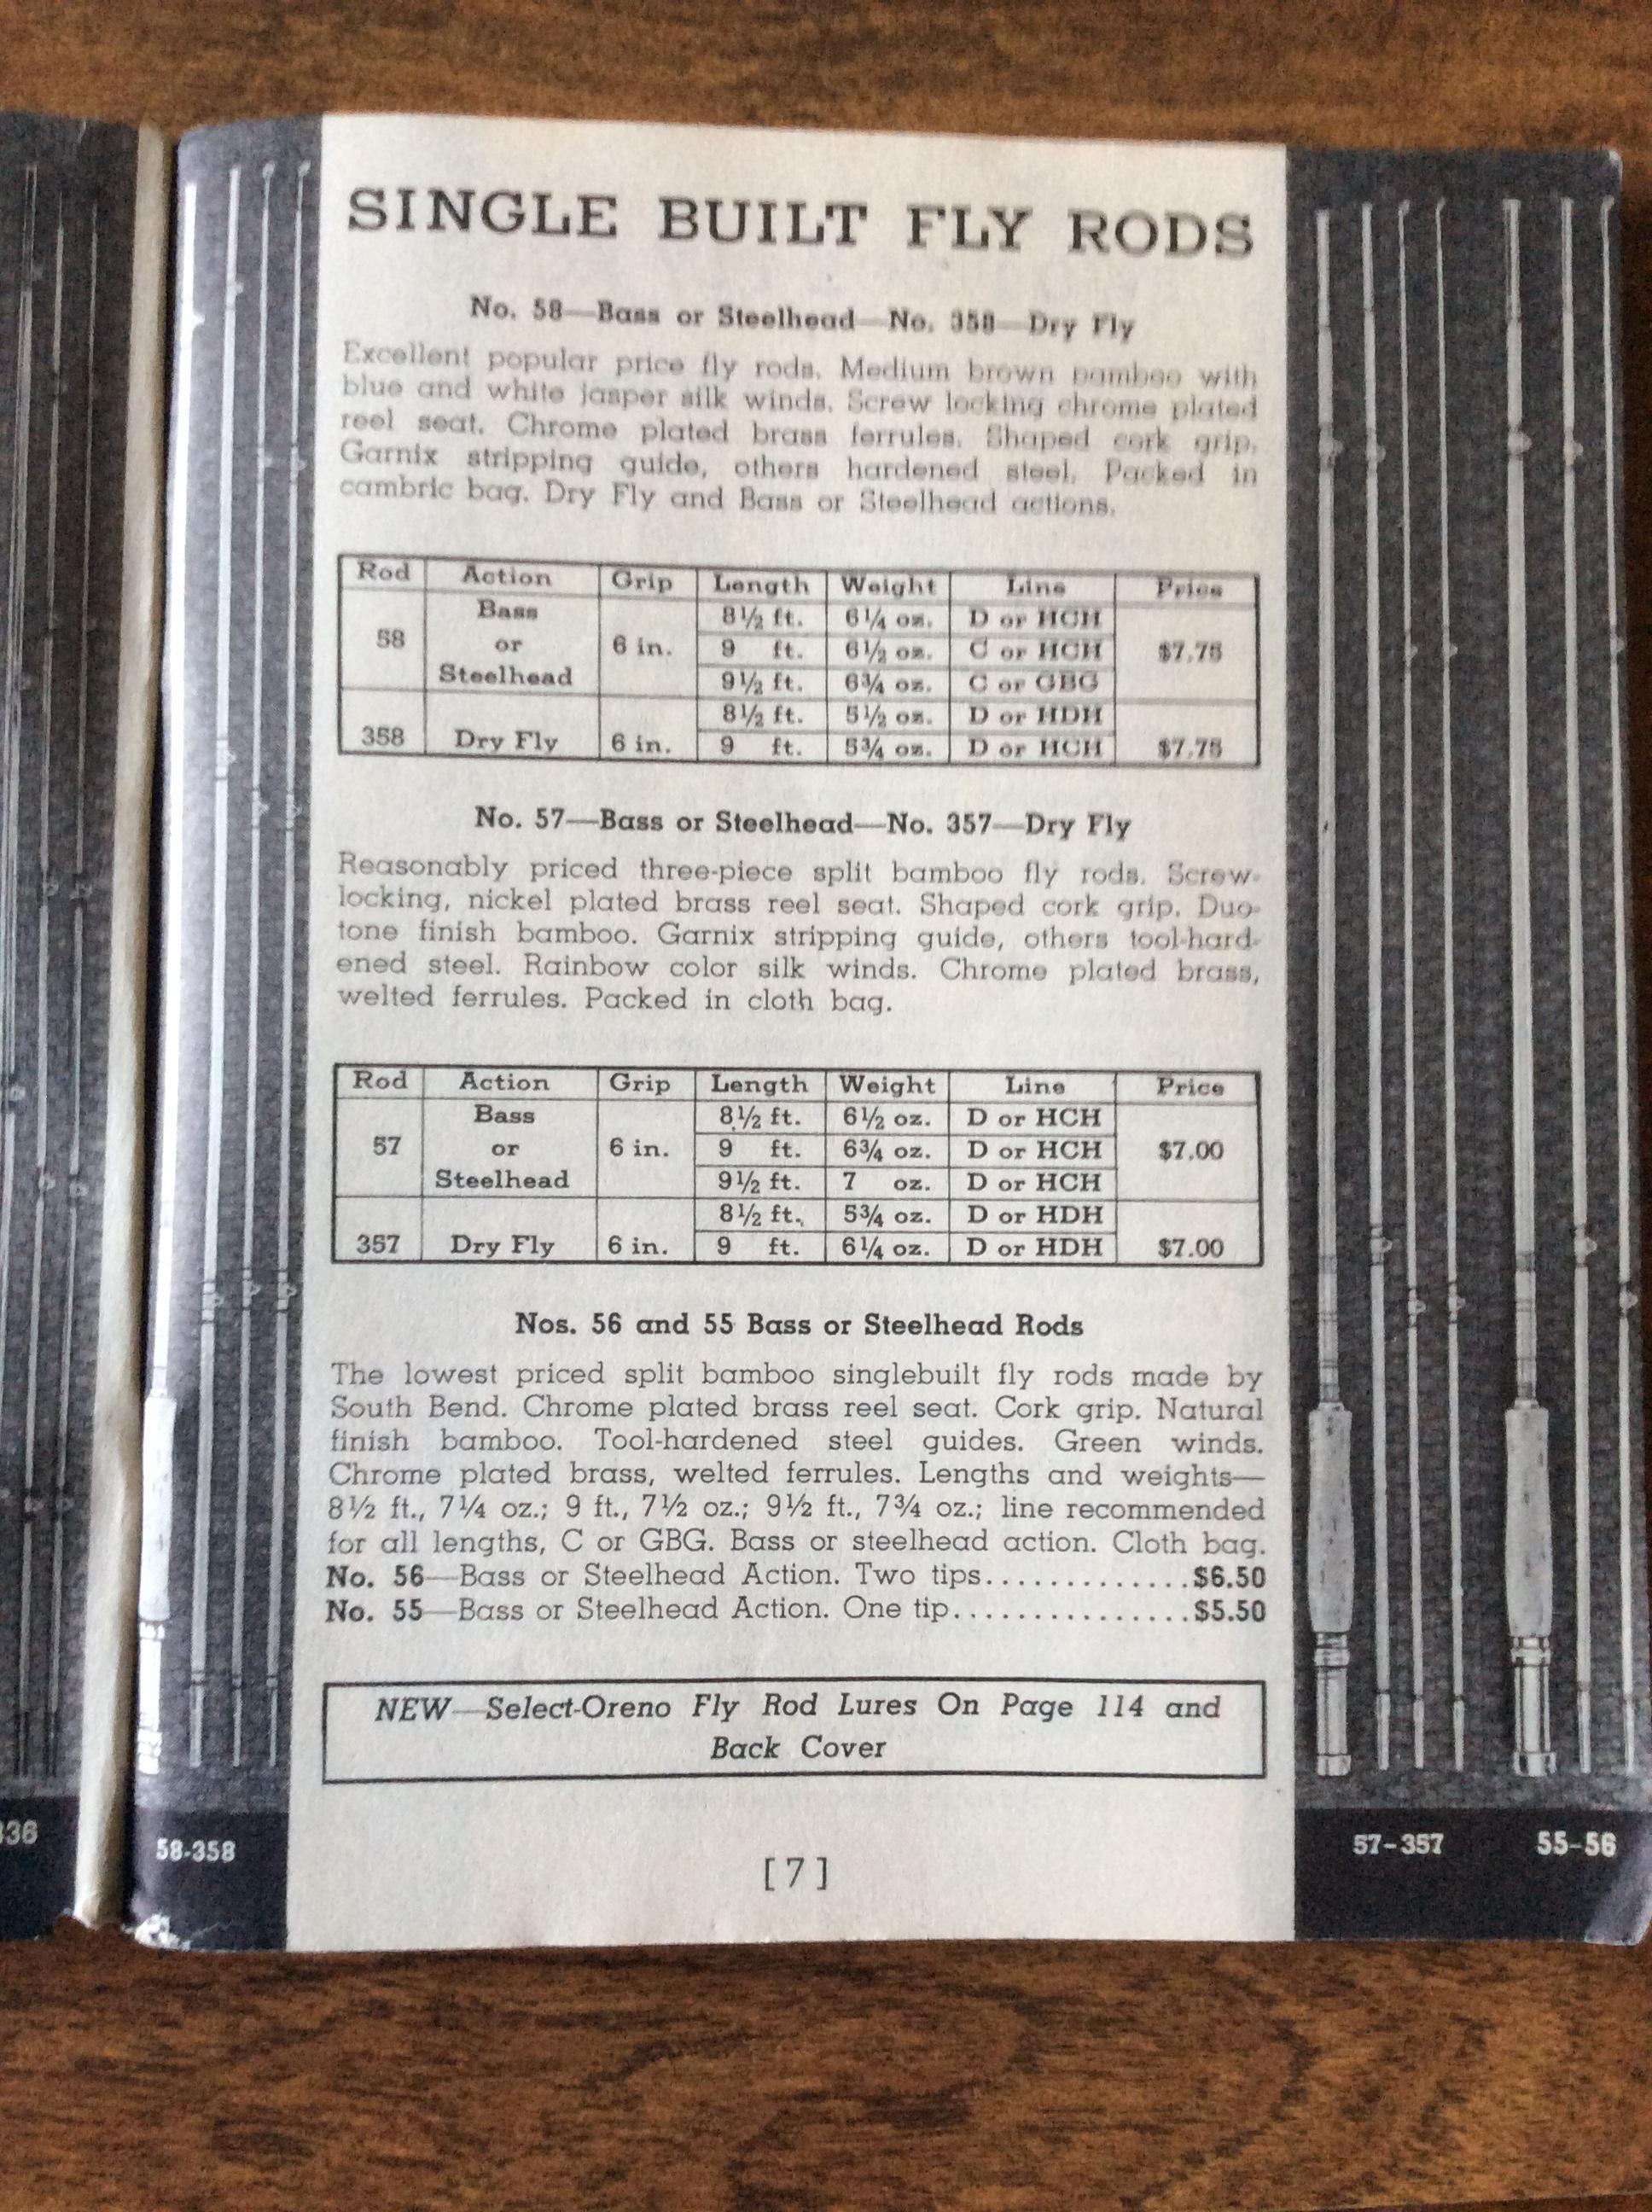 SINGLE BUILT FLY RODS
No. 58—Bass or Steelhead—No. 358—Dry Fly
Excellent popular price fly rods. Medium brown bamboo with
blue and white jasper silk winds. Screw locking chrome plated
reel seat. Chrome plated brass ferrules. Shaped cork grip.
Garnix stripping guide, others hardened steel. Packed in
cambric bag. Dry Fly and Bass or Steelhead actions.
Rod Action Grip Length Weight Line Price
Bass 8½ ft. 6¼ oz. D or HCH
58 or 6 in. 9 ft. 6½ oz. C or HCH $7.75
Steelhead 9½ ft. 6¾ oz. C or GBG
8½ ft. 5½ oz. D or HDH
358 Dry Fly 6 in. 9 ft. 5¾ oz. D or HCH $7.75
No. 57—Bass or Steelhead—No. 357—Dry Fly
Reasonably priced three-piece split bamboo fly rods. Screw-
locking, nickel plated brass reel seat. Shaped cork grip. Duo-
tone finish bamboo. Garnix stripping guide, others tool-hard-
ened steel. Rainbow color silk winds. Chrome plated brass,
welted ferrules. Packed in cloth bag.
Rod Action Grip Length Weight Line Price
Bass 8½ ft. 6½ oz. D or HCH
57 or 6 in. 9 ft. 6¾ oz. D or HCH $7.00
Steelhead 9½ ft. 7 oz. D or HCH
8½ ft. 5¾ oz. D or HDH
357 Dry Fly 6 in. 9 ft. 6¼ oz. D or HDH $7.00
Nos. 56 and 55 Bass or Steelhead Rods
The lowest priced split bamboo singlebuilt fly rods made by
South Bend. Chrome plated brass reel seat. Cork grip. Natural
finish bamboo. Tool-hardened steel guides. Green winds.
Chrome plated brass, welted ferrules. Lengths and weights—
8½ ft., 7¼ oz.; 9 ft., 7½ oz.; 9½ ft., 7¾ oz.; line recommended
for all lengths, C or GBG. Bass or steelhead action. Cloth bag.
No. 56—Bass or Steelhead Action. Two tips.............$6.50
No. 55—Bass or Steelhead Action. One tip...............$5.50
NEW—Select-Oreno Fly Rod Lures On Page 114 and
Back Cover
58-358
57-357
55-56
[7]